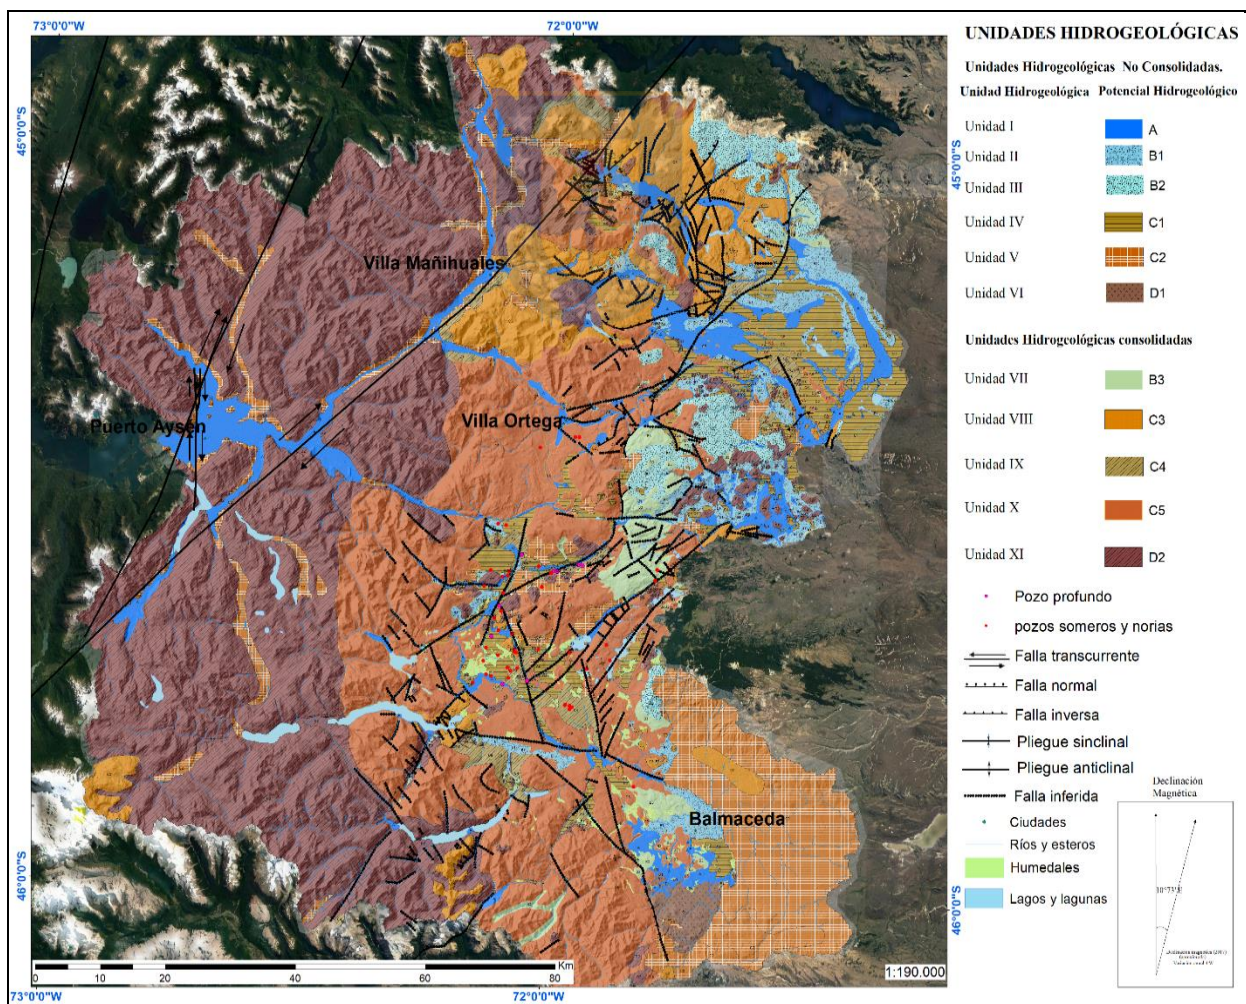 73°0'0"W
72°0'0"W
45°0'0"S
45°0'0"S
Villa Mañihuales
Puerto Aysén
Villa Ortega
Balmaceda
46°0'0"S
46°0'0"S
0 10 20 40 60 80
Km
1:190.000
73°0'0"W
72°0'0"W
UNIDADES HIDROGEOLÓGICAS
Unidades Hidrogeológicas No Consolidadas.
Unidad Hidrogeológica Potencial Hidrogeológico
Unidad I A
Unidad II B1
Unidad III B2
Unidad IV C1
Unidad V C2
Unidad VI D1
Unidades Hidrogeológicas consolidadas
Unidad VII B3
Unidad VIII C3
Unidad IX C4
Unidad X C5
Unidad XI D2
Pozo profundo
pozos someros y norias
Falla transcurrente
Falla normal
Falla inversa
Pliegue sinclinal
Pliegue anticlinal
Falla inferida
Ciudades
Ríos y esteros
Humedales
Lagos y lagunas
Declinación
Magnética